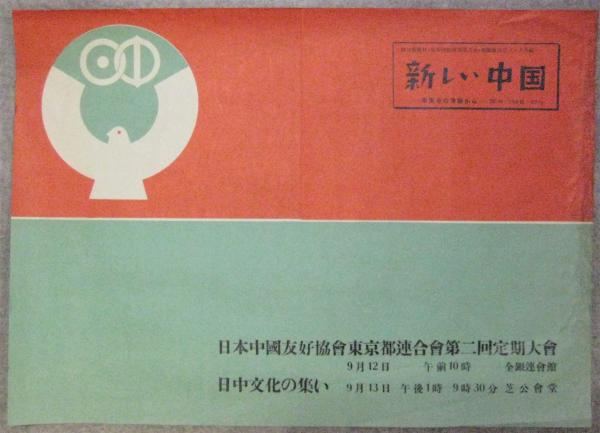 新しい中国
日本中國友好協會東京都連合會第二回定期大會
9月12日 午前10時 全銀連會館
日中文化の集い 9月13日 午後1時 9時30分 芝公會堂